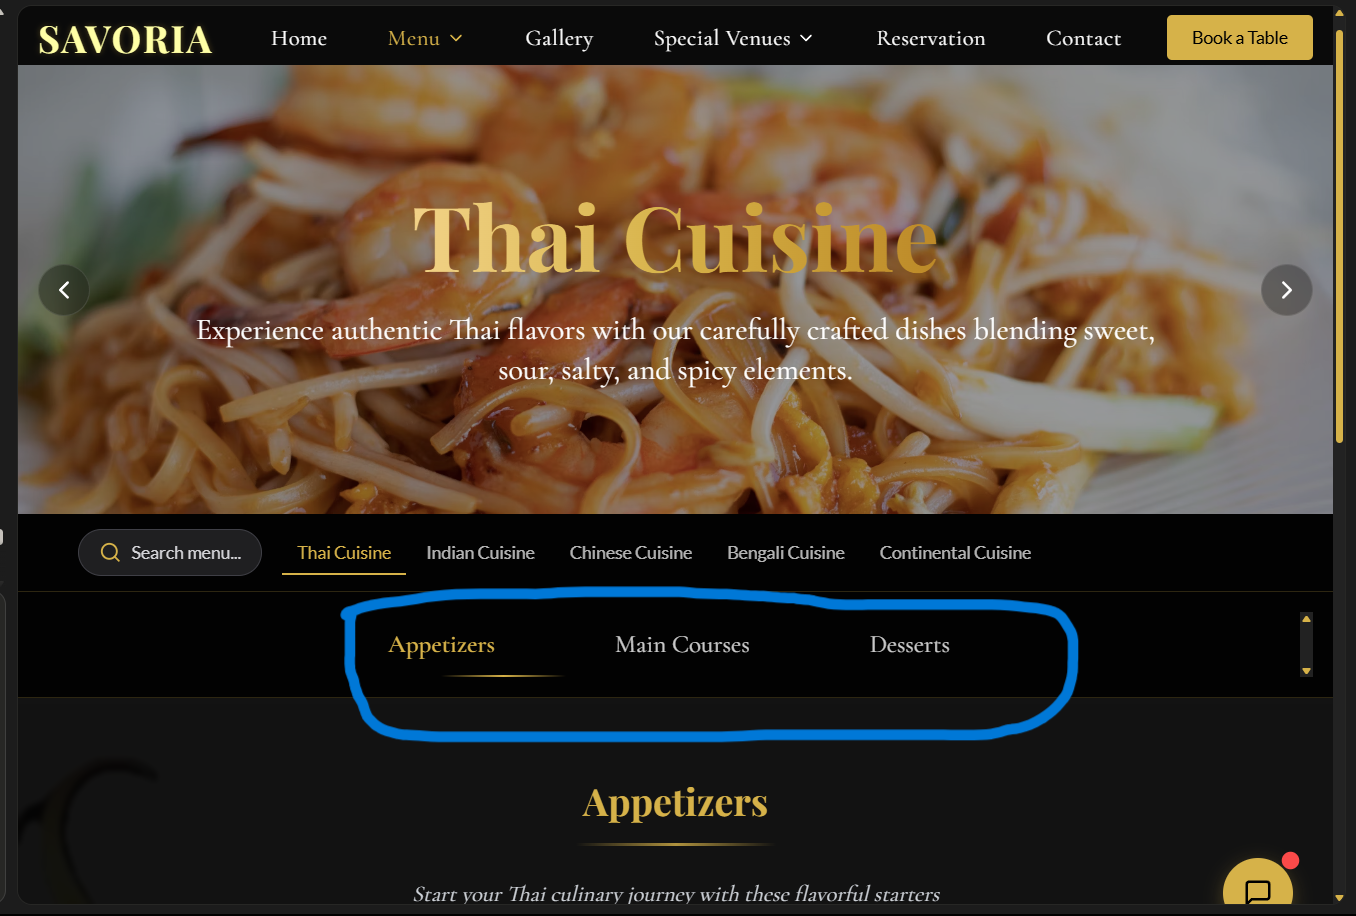 SAVORIA Home Menu Gallery Special Venues Reservation Contact Book a Table
Thai Cuisine
Experience authentic Thai flavors with our carefully crafted dishes blending sweet,
sour, salty, and spicy elements.
Search menu... Thai Cuisine Indian Cuisine Chinese Cuisine Bengali Cuisine Continental Cuisine
Appetizers Main Courses Desserts
Appetizers
Start your Thai culinary journey with these flavorful starters